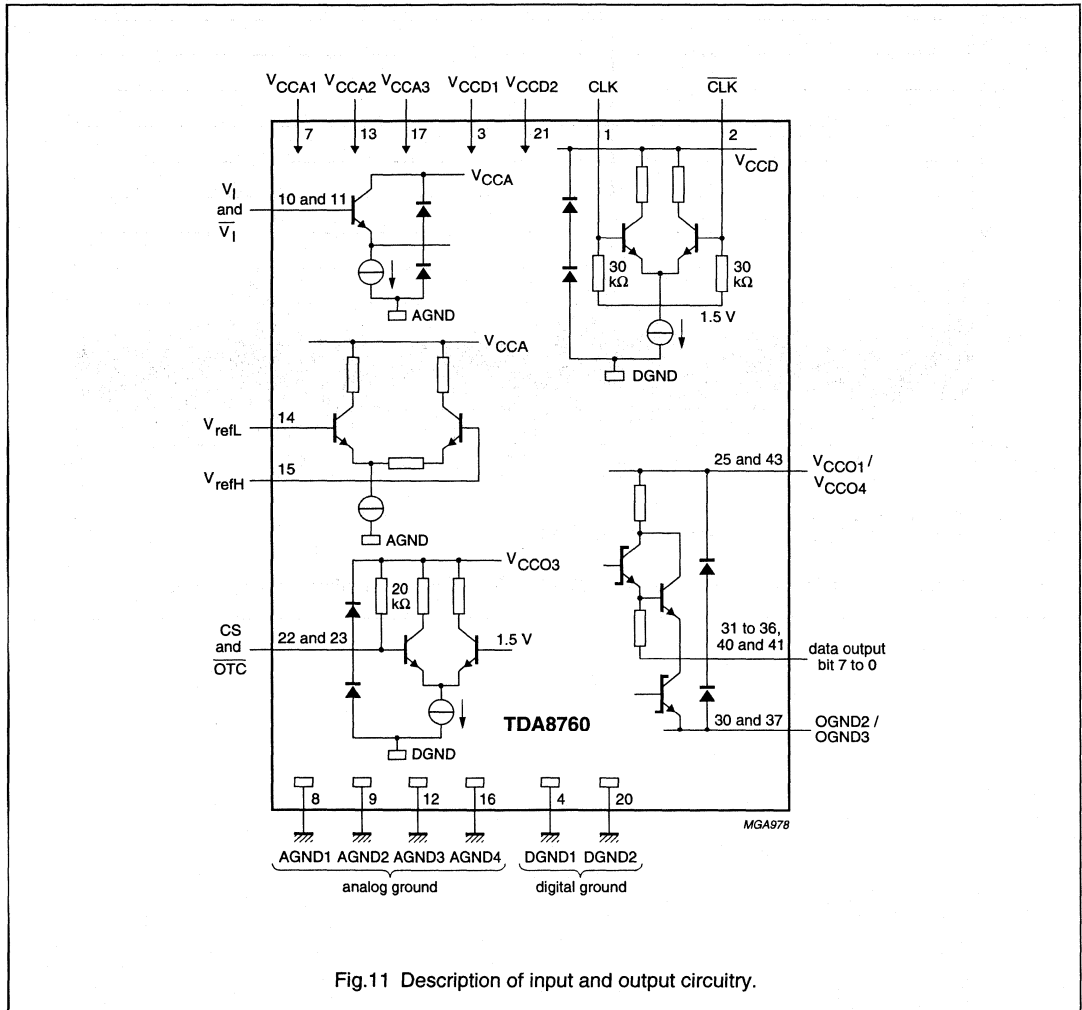 VCCA1 VCCA2 VCCA3 VCCD1 VCCD2 CLK CLK
7 13 17 3 21 1 2
VCCD
VI
and
VI
10 and 11
VCCA
30
kΩ
30
kΩ
1.5 V
AGND
DGND
VCCA
VrefL
14
VrefH
15
AGND
25 and 43
VCCO1 /
VCCO4
VCCO3
20
kΩ
CS
and
OTC
22 and 23
1.5 V
31 to 36,
40 and 41
data output
bit 7 to 0
TDA8760
30 and 37
OGND2 /
OGND3
DGND
8 9 12 16 4 20
MGA978
AGND1 AGND2 AGND3 AGND4 DGND1 DGND2
analog ground digital ground
Fig.11 Description of input and output circuitry.